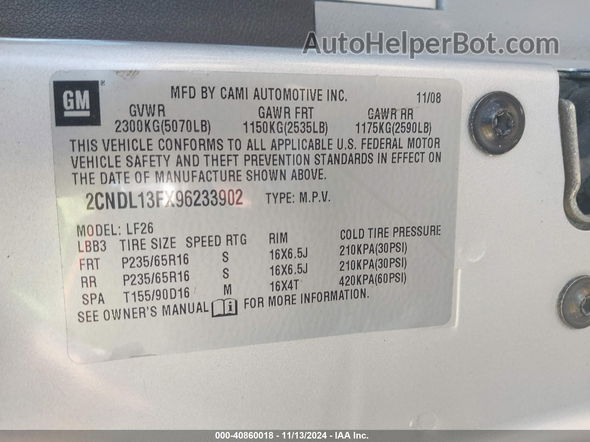 AutoHelperBot.com
GM
MFD BY CAMI AUTOMOTIVE INC. 11/08
GVWR GAWR FRT GAWR RR
2300KG(5070LB) 1150KG(2535LB) 1175KG(2590LB)
THIS VEHICLE CONFORMS TO ALL APPLICABLE U.S. FEDERAL MOTOR
VEHICLE SAFETY AND THEFT PREVENTION STANDARDS IN EFFECT ON
THE DATE OF MANUFACTURE SHOWN ABOVE.
2CNDL13FX96233902 TYPE: M.P.V.
MODEL: LF26
LBB3 TIRE SIZE SPEED RTG RIM COLD TIRE PRESSURE
FRT P235/65R16 S 16X6.5J 210KPA(30PSI)
RR P235/65R16 S 16X6.5J 210KPA(30PSI)
SPA T155/90D16 M 16X4T 420KPA(60PSI)
SEE OWNER'S MANUAL FOR MORE INFORMATION.
000-40860018 - 11/13/2024 - IAA Inc.